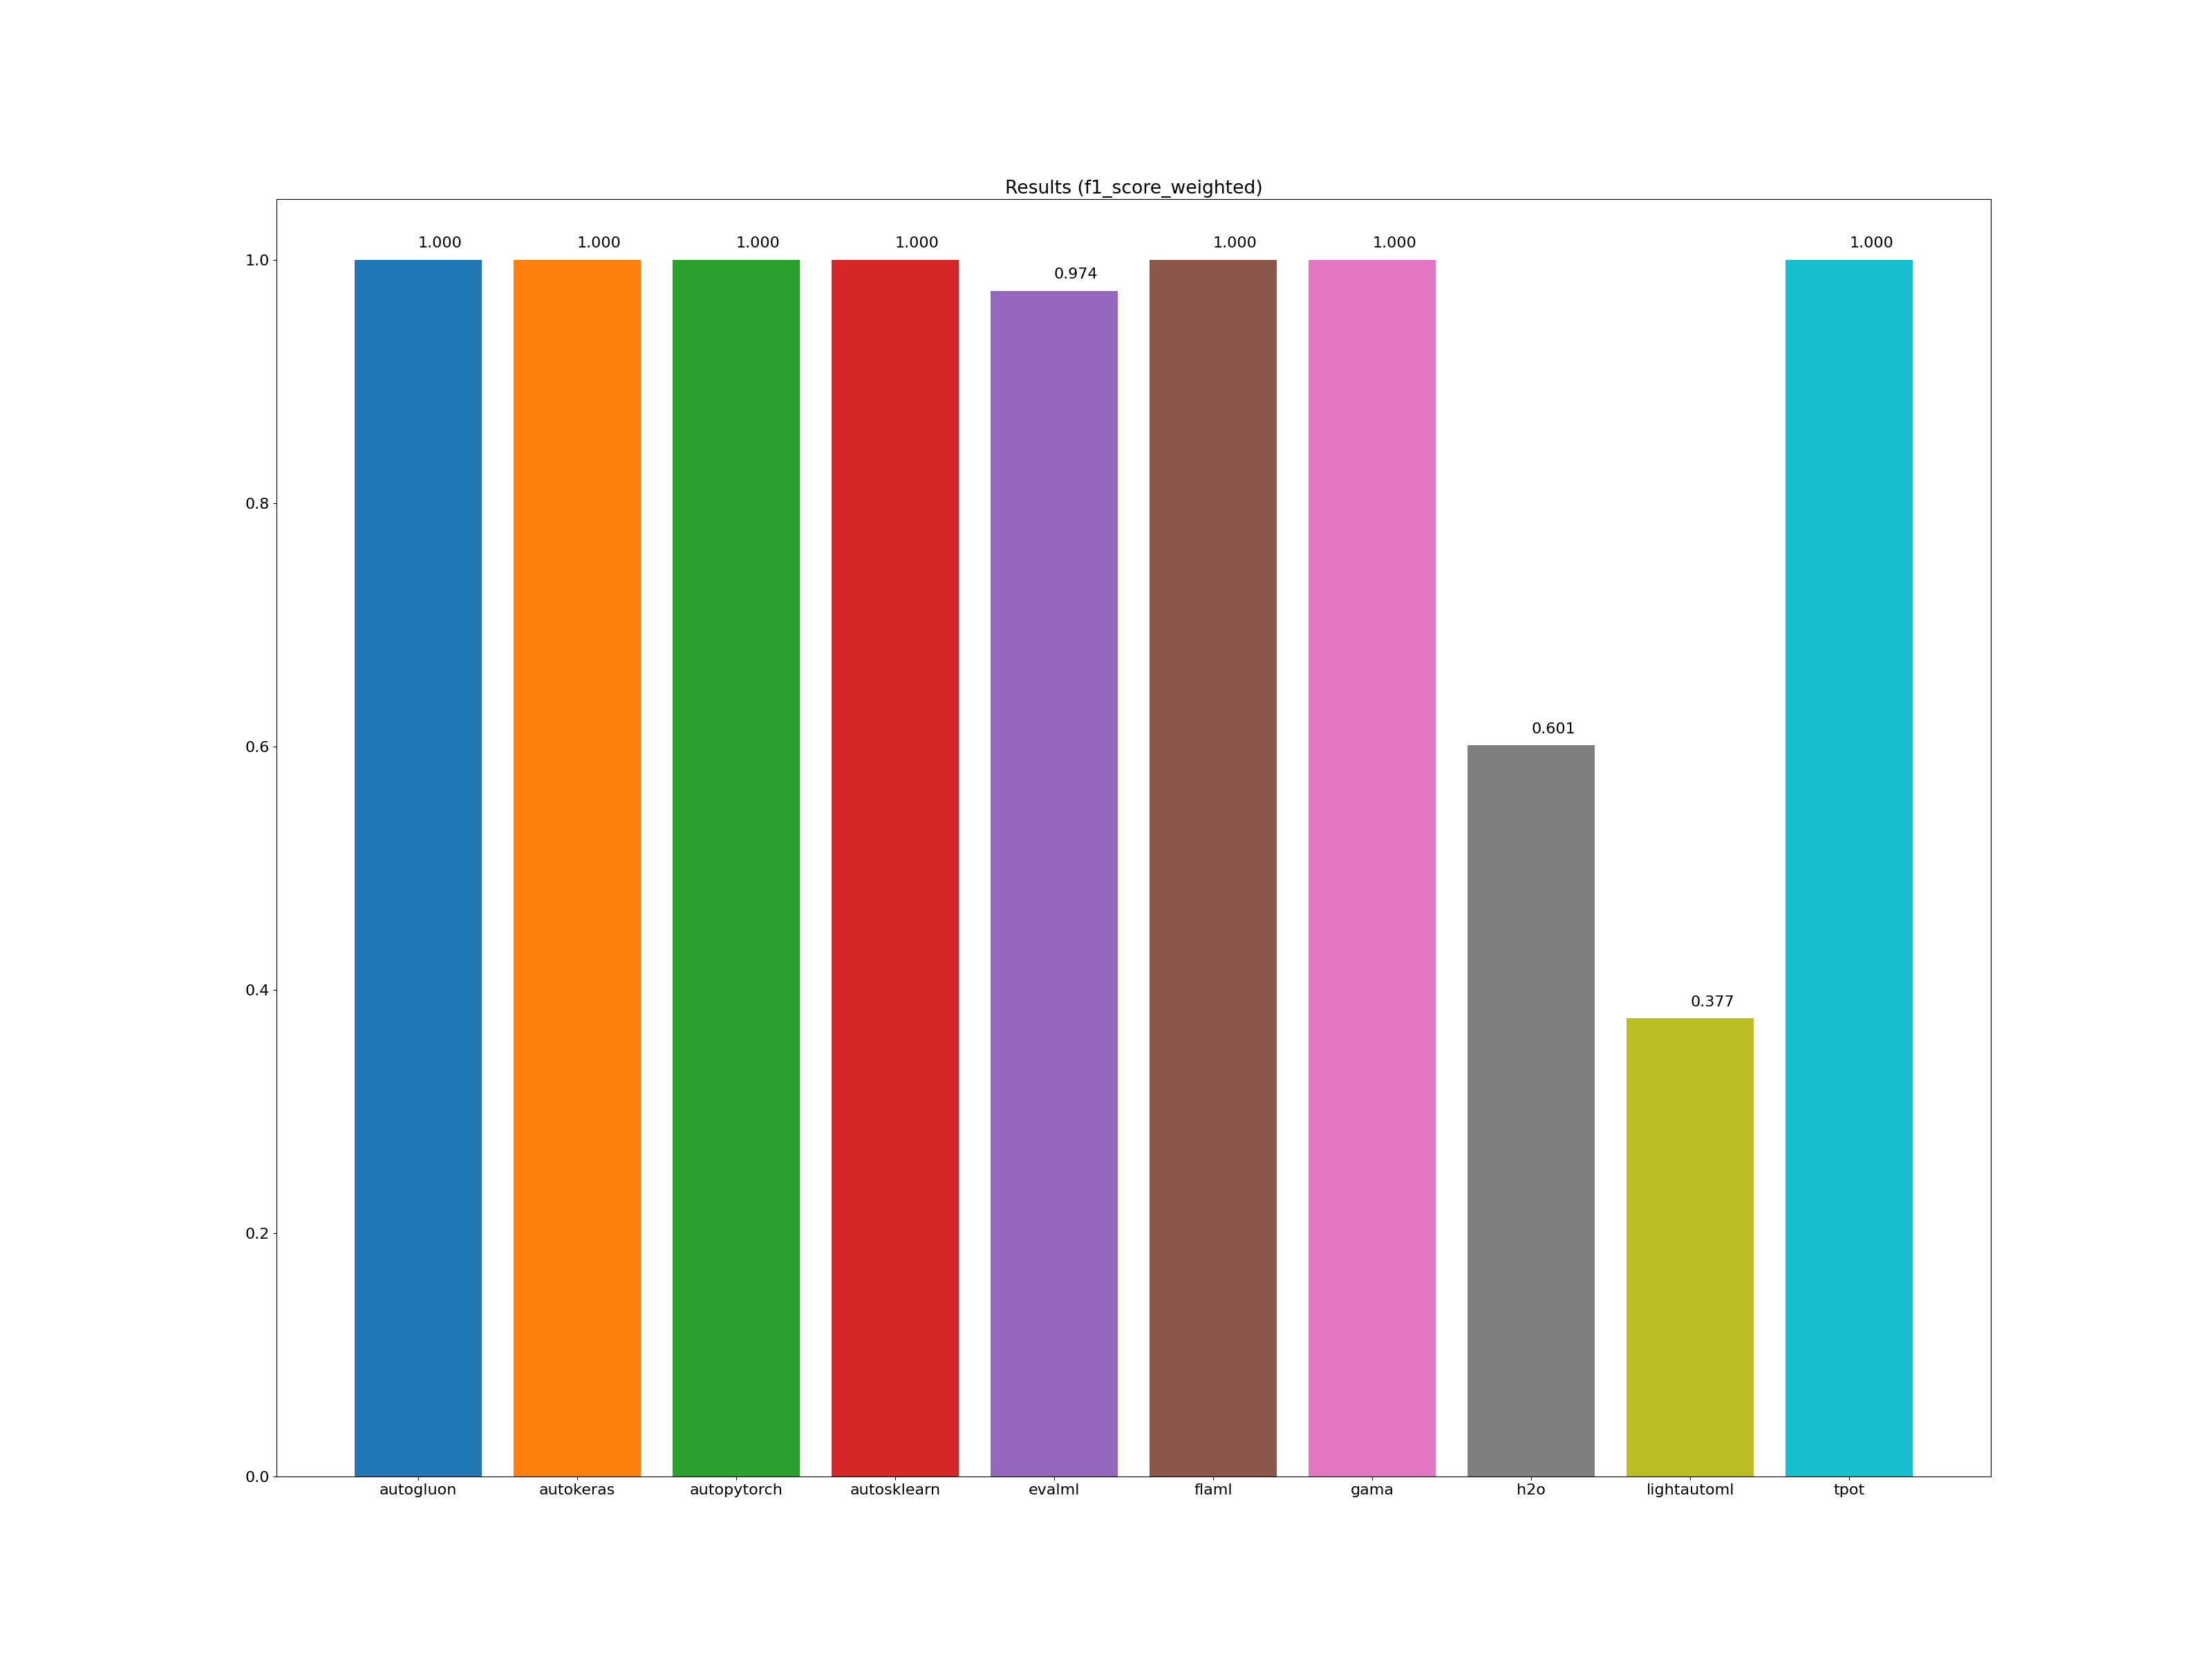 Results (f1_score_weighted)
1.000 1.000 1.000 1.000 0.974 1.000 1.000 0.601 0.377 1.000
1.0
0.8
0.6
0.4
0.2
0.0
autogluon autokeras autopytorch autosklearn evalml flaml gama h2o lightautoml tpot